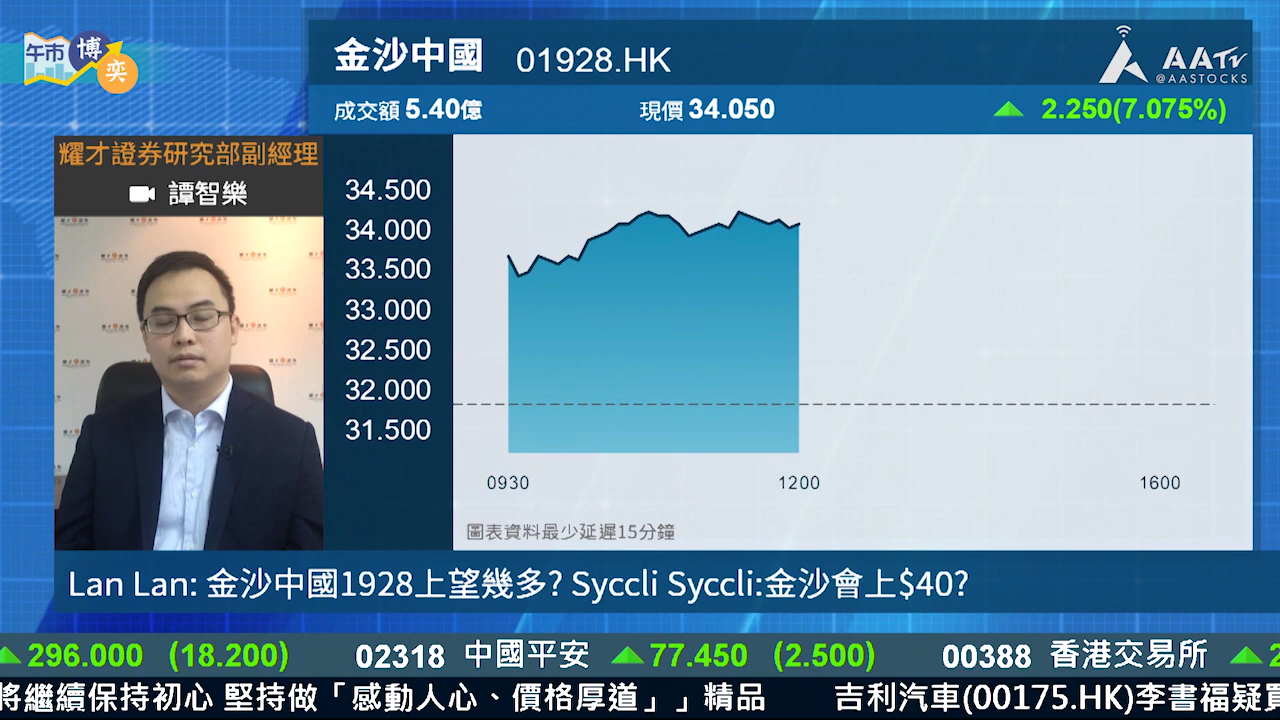 午市
博
奕
金沙中國 01928.HK
AATV
@AASTOCKS
成交額 5.40億 現價 34.050 2.250(7.075%)
耀才證券研究部副經理
譚智樂
34.500
34.000
33.500
33.000
32.500
32.000
31.500
0930 1200 1600
圖表資料最少延遲15分鐘
Lan Lan: 金沙中國1928上望幾多? Syccli Syccli:金沙會上$40?
296.000 (18.200) 02318 中國平安 77.450 (2.500) 00388 香港交易所 2
將繼續保持初心 堅持做「感動人心、價格厚道」」精品 吉利汽車(00175.HK)李書福疑買